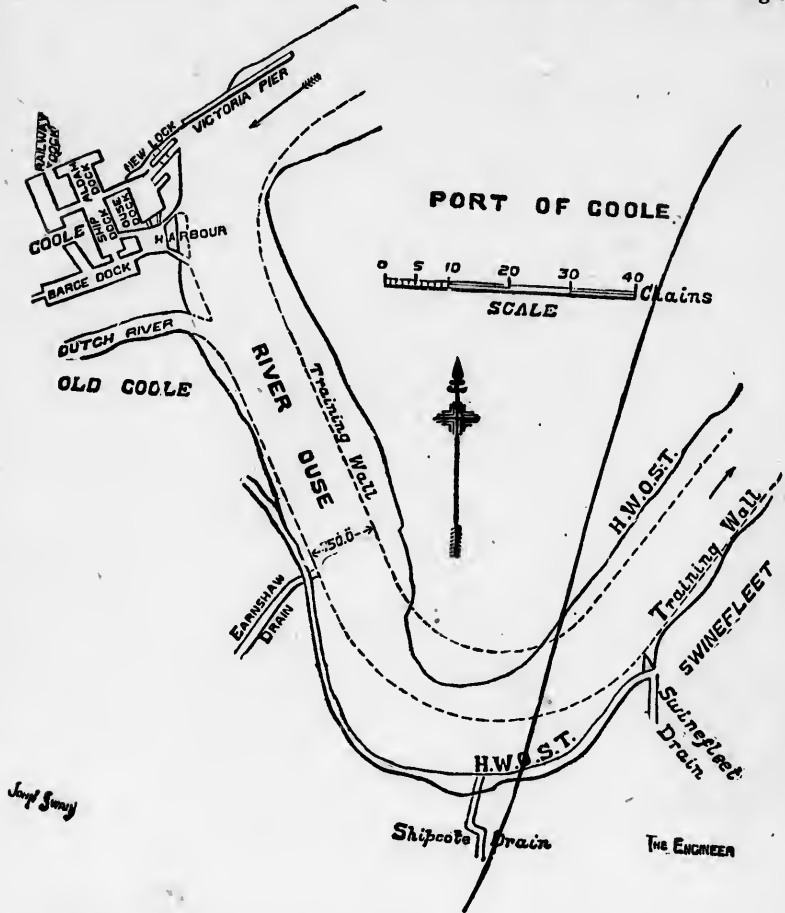 VICTORIA PIER
NEW LOCK
RAILWAY
DOCK
ALDAM
DOCK
SHIP
DOCK
OUSE
DOCK
GOOLE
HARBOUR
BARGE DOCK
DUTCH RIVER
OLD GOOLE
PORT OF GOOLE
0 5 10 20 30 40 Chains
SCALE
RIVER OUSE
Training Wall
H.W.O.S.T.
750.0
EARNSHAW
DRAIN
Training Wall
SWINEFLEET
Swinefleet
Drain
H.W.O.S.T.
Shipcote Drain
THE ENGINEER